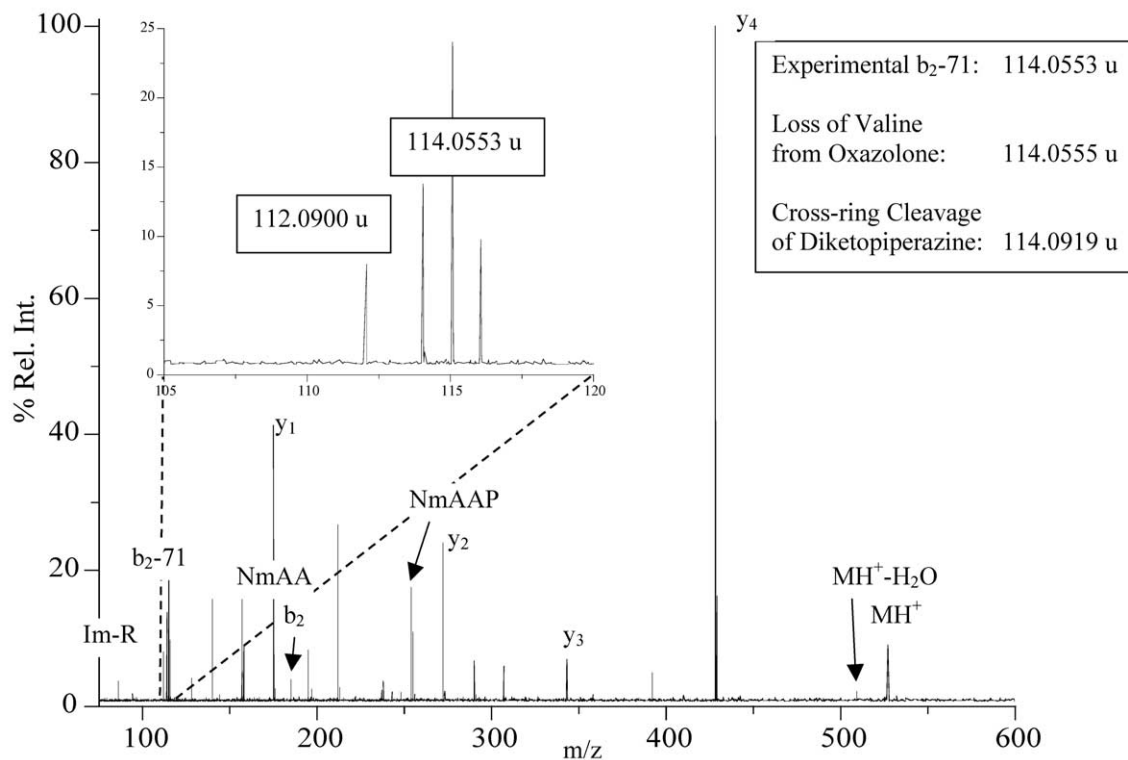 100
80
60
40
20
0
% Rel. Int.
100
200
300
400
500
600
m/z
25
20
15
10
5
0
105
110
115
120
112.0900 u
114.0553 u
y₄
Experimental b₂-71: 114.0553 u
Loss of Valine
from Oxazolone: 114.0555 u
Cross-ring Cleavage
of Diketopiperazine: 114.0919 u
y₁
NmAAP
b₂-71
NmAA
y₂
b₂
Im-R
y₃
MH⁺-H₂O
MH⁺